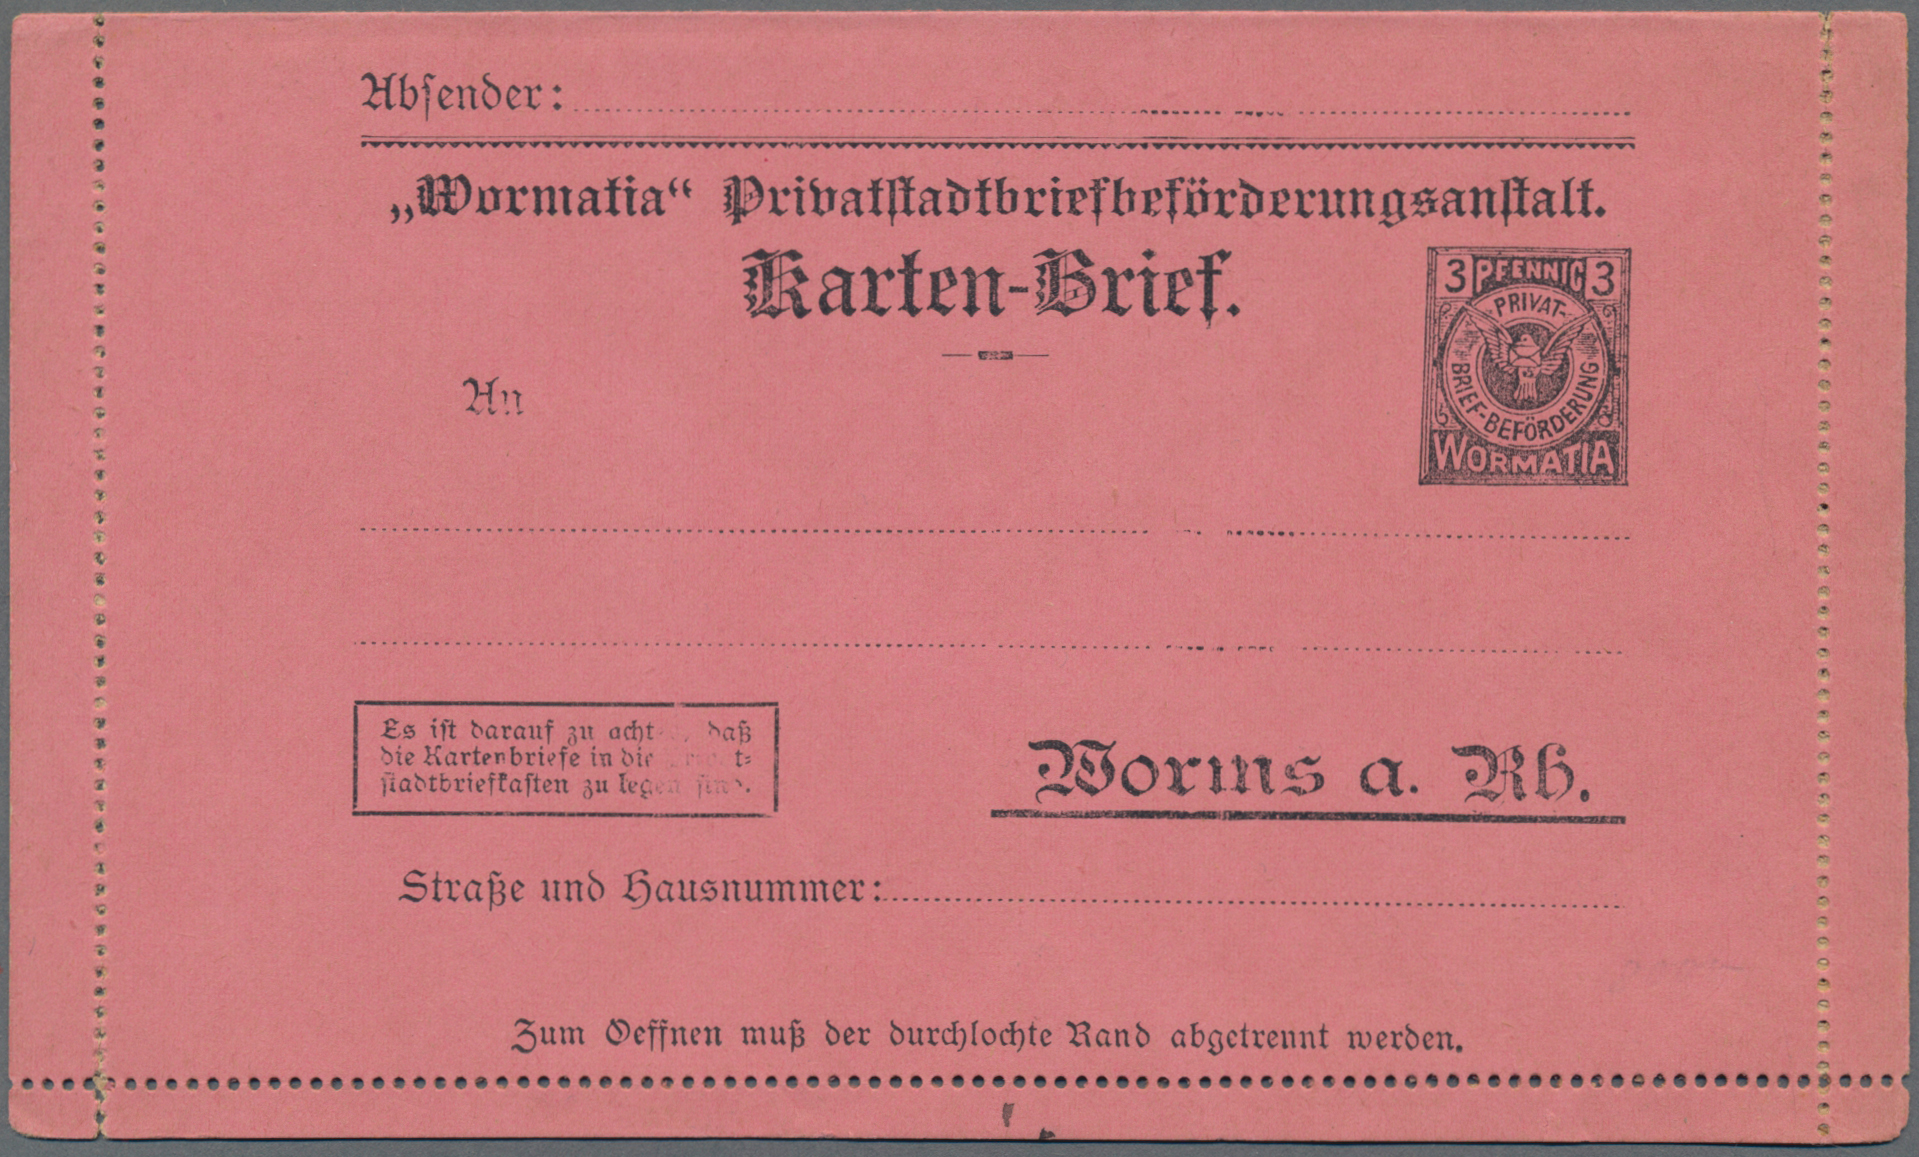 Absender:
„Wormatia“ Privatstadtbriefbeförderungsanstalt.
Karten-Brief.
3 PFENNIG 3
PRIVAT-
BRIEF-BEFÖRDERUNG
WORMATIA
An
Es ist darauf zu daß
die Kartenbriefe in die
stadtbriefkasten zu legen sind.
Worms a. Rh.
Straße und Hausnummer:
Zum Oeffnen muß der durchlochte Rand abgetrennt werden.